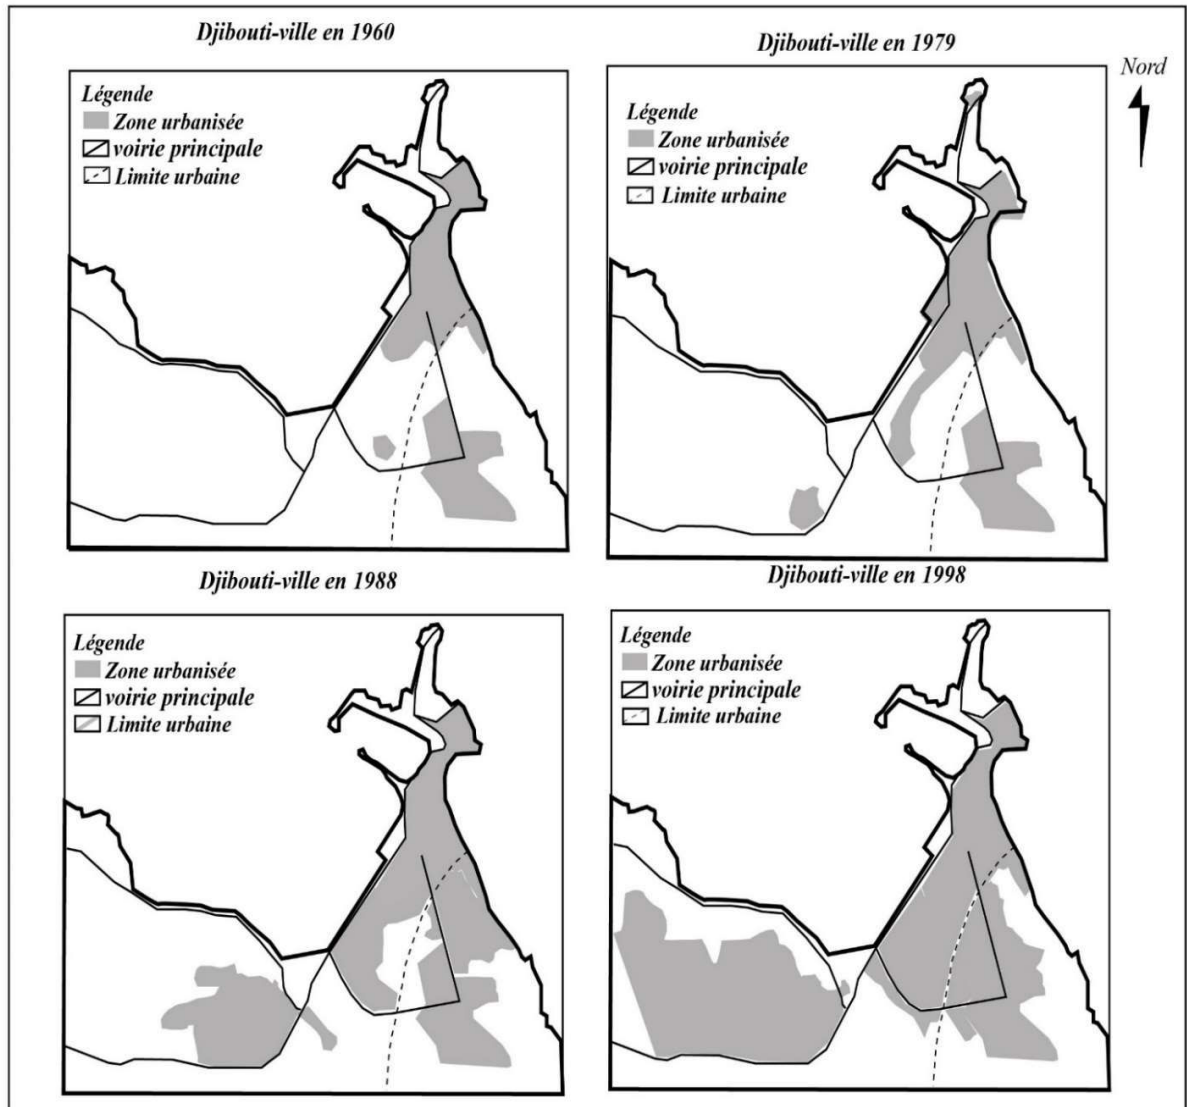 Djibouti-ville en 1960
Légende
Zone urbanisée
voirie principale
Limite urbaine
Djibouti-ville en 1979
Légende
Zone urbanisée
voirie principale
Limite urbaine
Nord
Djibouti-ville en 1988
Légende
Zone urbanisée
voirie principale
Limite urbaine
Djibouti-ville en 1998
Légende
Zone urbanisée
voirie principale
Limite urbaine